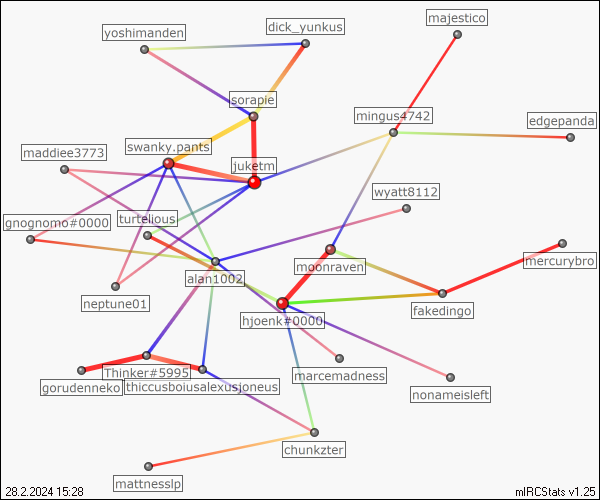 majestico
dick_yunkus
yoshimanden
sorapie
mingus4742
edgepanda
swanky.pants
maddiee3773
juketm
wyatt8112
turtelious
gnognomo#0000
mercurybro
moonraven
alan1002
neptune01
fakedingo
hjoenk#0000
Thinker#5995
marcemadness
gorudenneko
thiccusboiusalexusjoneus
nonameisleft
chunkzter
mattnesslp
28.2.2024 15:28
mIRCStats v1.25